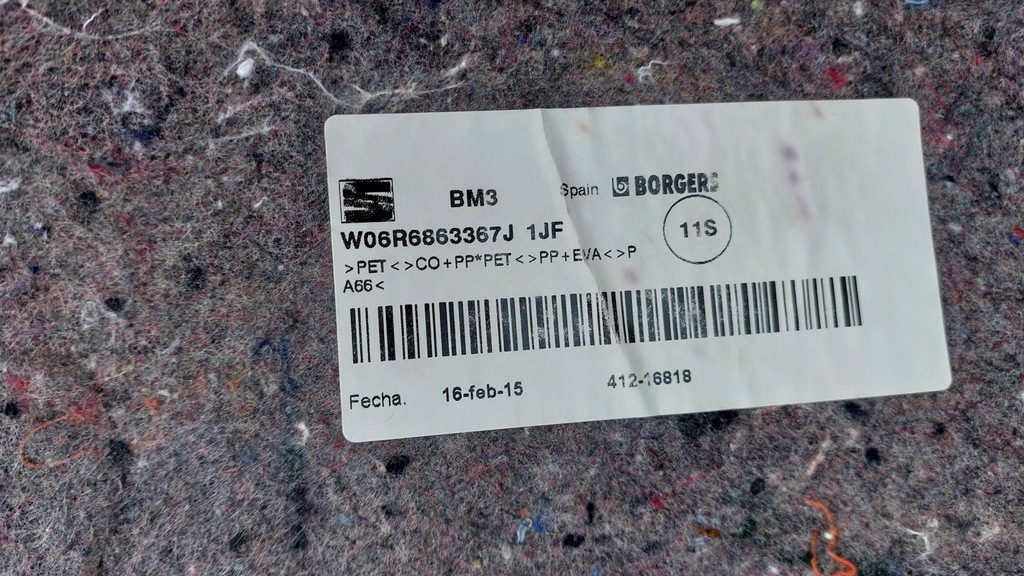 BM3 Spain BORGERS
W06R6863367J 1JF 11S
>PET<>CO+PP*PET<>PP+EVA<>P
A66<
Fecha. 16-feb-15 412-16818